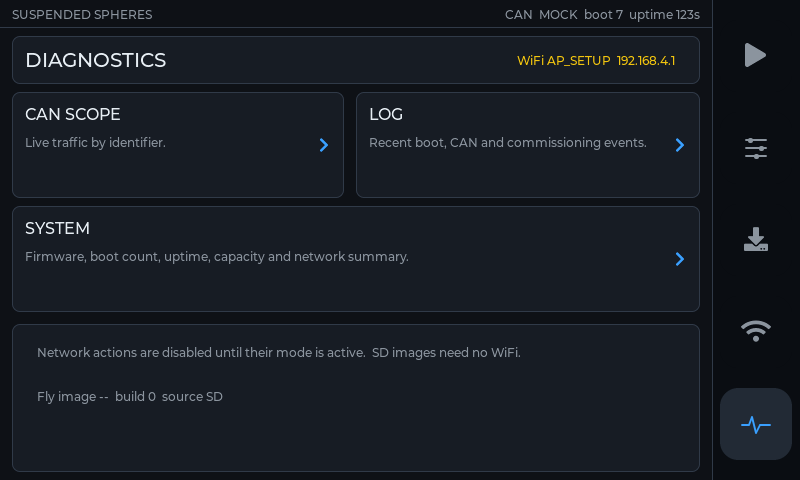 SUSPENDED SPHERES
CAN  MOCK  boot 7  uptime 123s
DIAGNOSTICS
WiFi AP_SETUP  192.168.4.1
CAN SCOPE
Live traffic by identifier.
LOG
Recent boot, CAN and commissioning events.
SYSTEM
Firmware, boot count, uptime, capacity and network summary.
Network actions are disabled until their mode is active.  SD images need no WiFi.
Fly image --  build 0  source SD